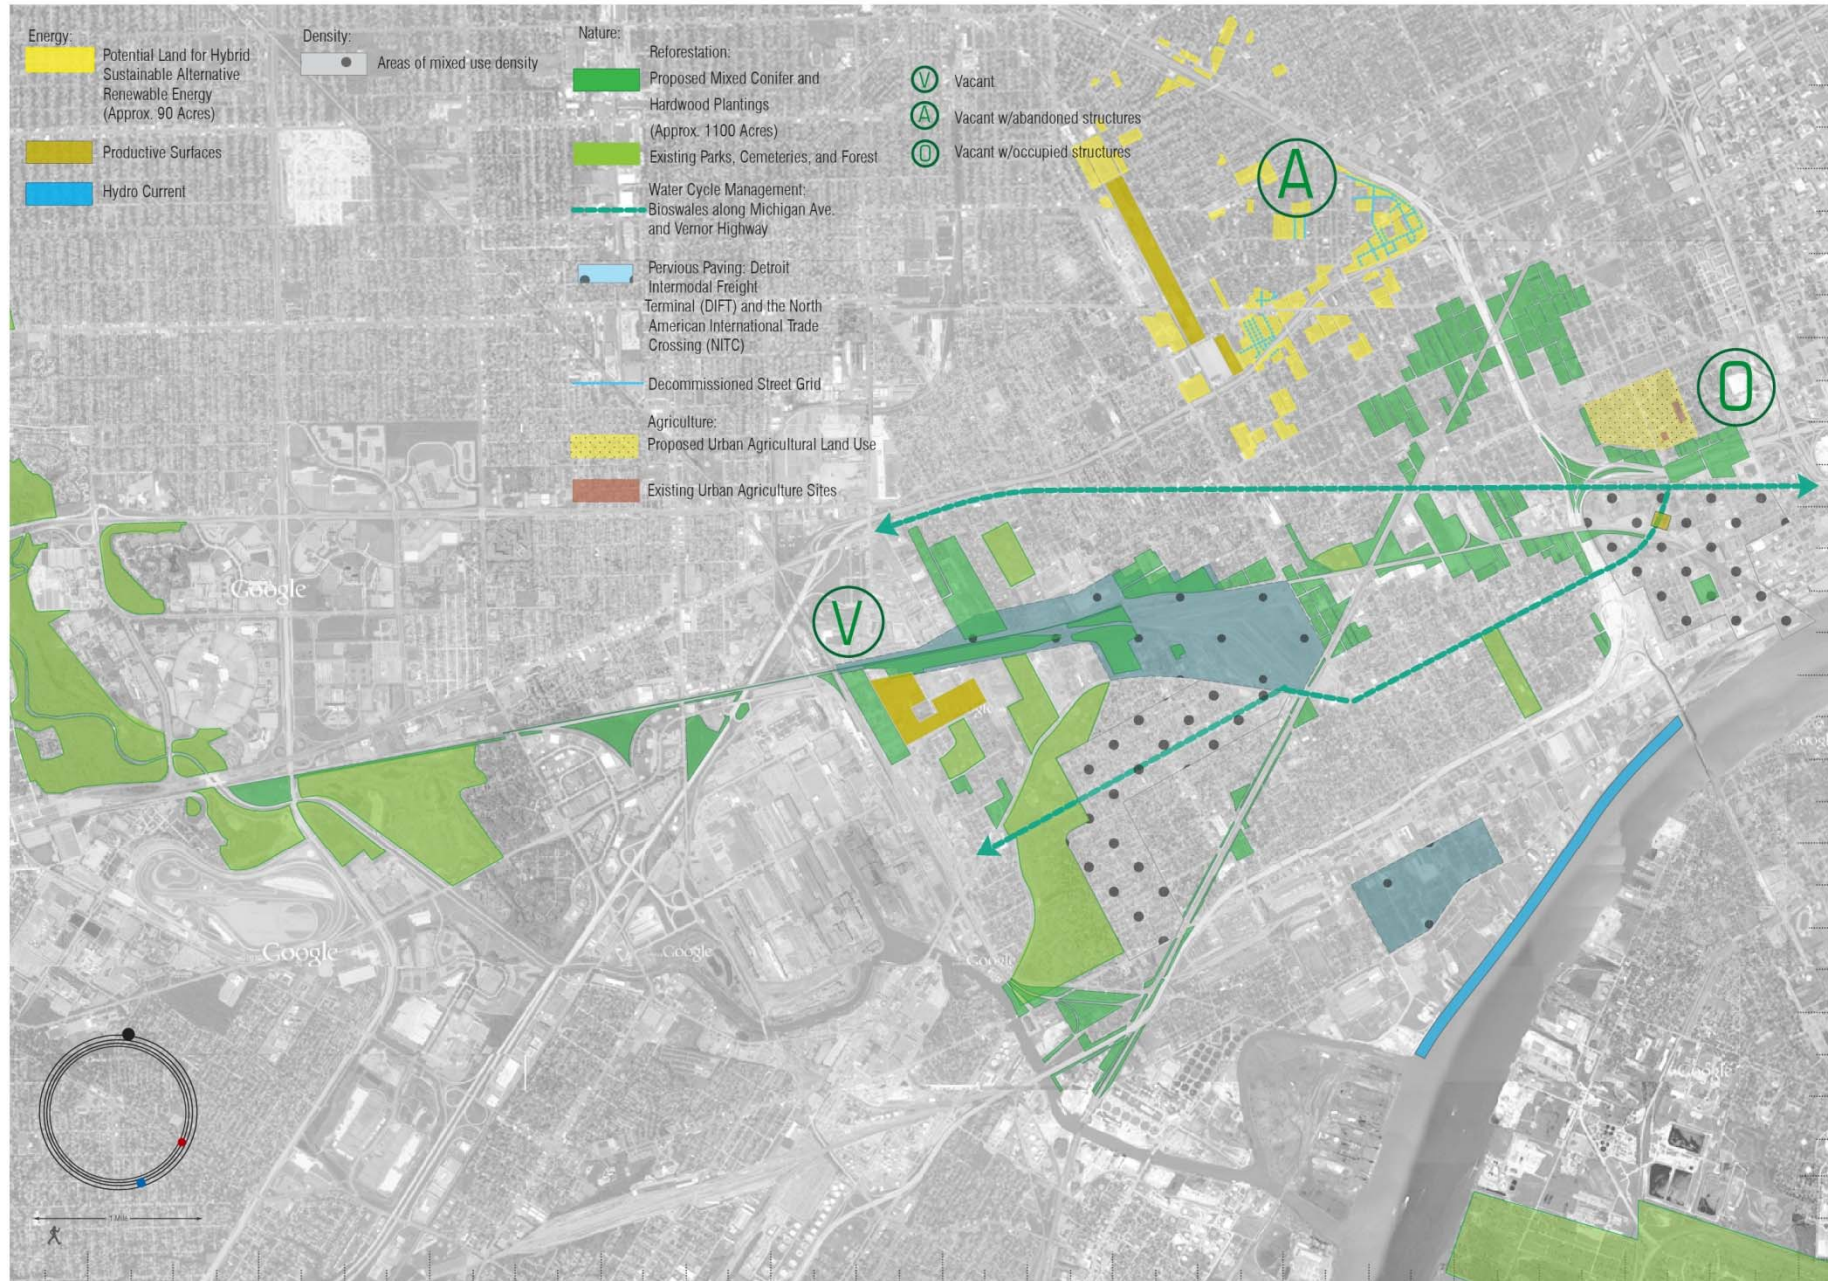 Energy:
Potential Land for Hybrid
Sustainable Alternative
Renewable Energy
(Approx. 90 Acres)
Productive Surfaces
Hydro Current
Density:
Areas of mixed use density
Nature:
Reforestation:
Proposed Mixed Conifer and
Hardwood Plantings
(Approx. 1100 Acres)
Existing Parks, Cemeteries, and Forest
Water Cycle Management:
Bioswales along Michigan Ave.
and Vernor Highway
Pervious Paving: Detroit
Intermodal Freight
Terminal (DIFT) and the North
American International Trade
Crossing (NITC)
Decommissioned Street Grid
Agriculture:
Proposed Urban Agricultural Land Use
Existing Urban Agriculture Sites
V Vacant
A Vacant w/abandoned structures
O Vacant w/occupied structures
A
O
V
Google
Google
Google
Google
Google
1 Mile